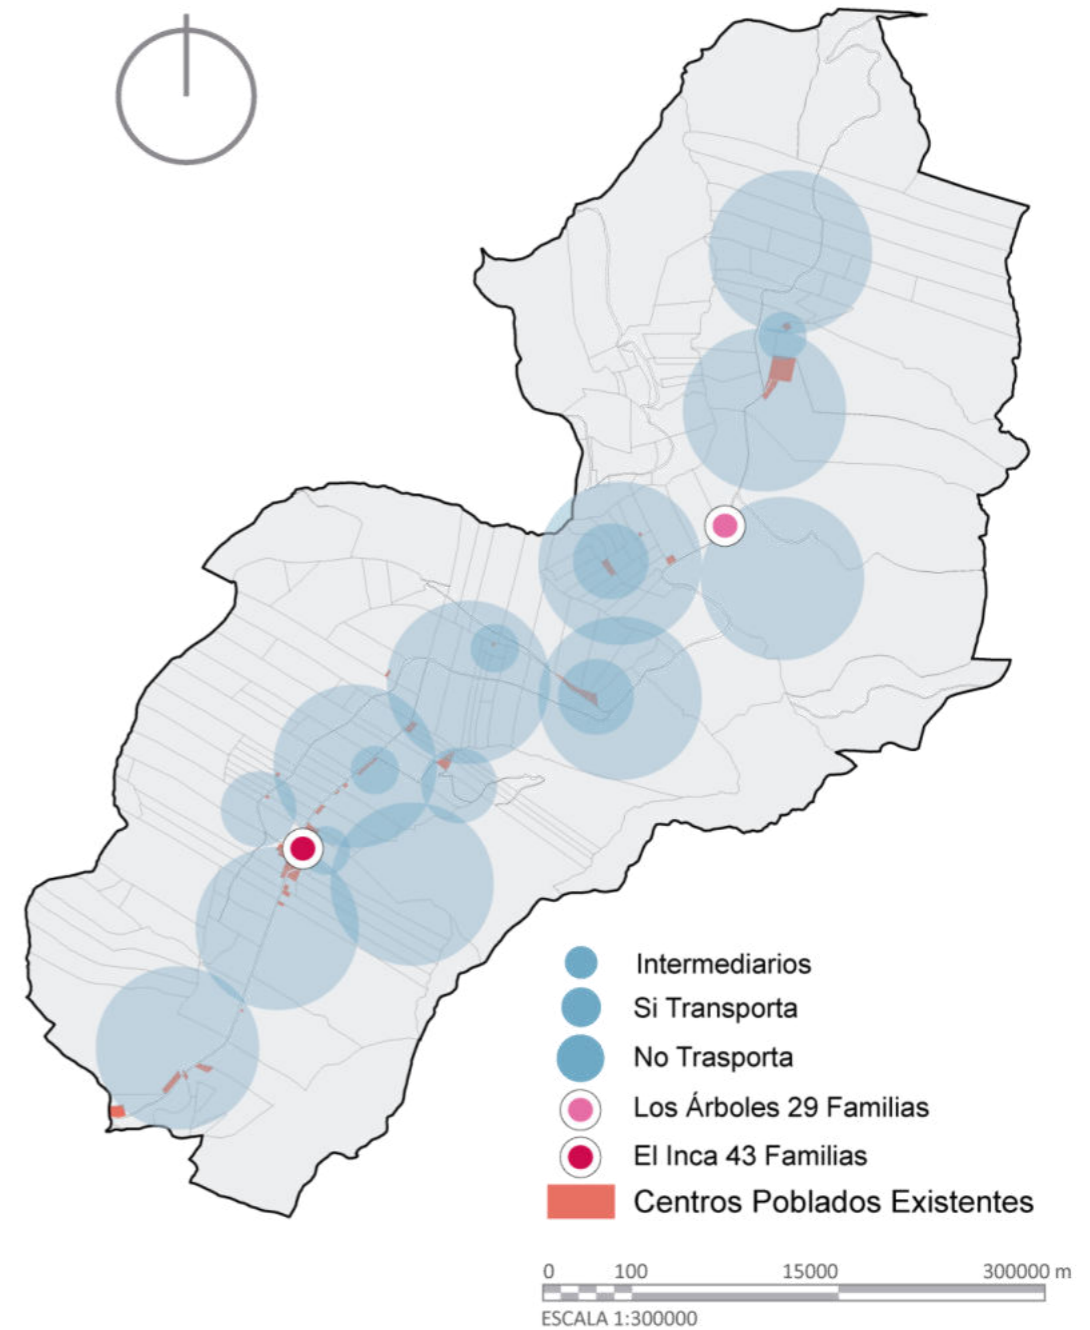 Intermediarios
Si Transporta
No Trasporta
Los Árboles 29 Familias
El Inca 43 Familias
Centros Poblados Existentes
0 100 15000 300000 m
ESCALA 1:300000